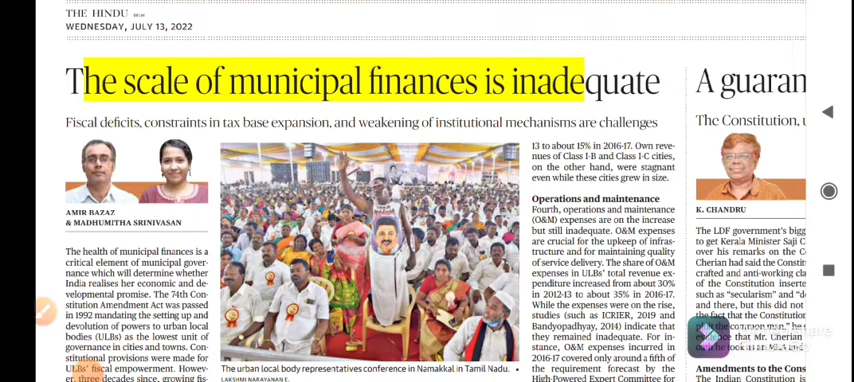 THE HINDU DELHI
WEDNESDAY, JULY 13, 2022
The scale of municipal finances is inadequate
Fiscal deficits, constraints in tax base expansion, and weakening of institutional mechanisms are challenges
AMIR BAZAZ
& MADHUMITHA SRINIVASAN
The health of municipal finances is a
critical element of municipal gover-
nance which will determine whether
India realises her economic and de-
velopmental promise. The 74th Con-
stitution Amendment Act was passed
in 1992 mandating the setting up and
devolution of powers to urban local
bodies (ULBs) as the lowest unit of
governance in cities and towns. Con-
stitutional provisions were made for
ULBs' fiscal empowerment. Howev-
er, three decades since, growing fis-
The urban local body representatives conference in Namakkal in Tamil Nadu. •
LAKSHMI NARAYANAN E.
13 to about 15% in 2016-17. Own reve-
nues of Class I-B and Class I-C cities,
on the other hand, were stagnant
even while these cities grew in size.
Operations and maintenance
Fourth, operations and maintenance
(O&M) expenses are on the increase
but still inadequate. O&M expenses
are crucial for the upkeep of infras-
tructure and for maintaining quality
of service delivery. The share of O&M
expenses in ULBs' total revenue ex-
penditure increased from about 30%
in 2012-13 to about 35% in 2016-17.
While the expenses were on the rise,
studies (such as ICRIER, 2019 and
Bandyopadhyay, 2014) indicate that
they remained inadequate. For in-
stance, O&M expenses incurred in
2016-17 covered only around a fifth of
the requirement forecast by the
High-Powered Expert Committee for
A guaran
The Constitution, u
K. CHANDRU
The LDF government's bigg
to get Kerala Minister Saji C
over his remarks on the Co
Cherian had said the Consti
crafted and anti-working cla
of the Constitution inserte
such as "secularism" and "de
and there, but this did not
the fact that the Constitution
Amendments to the Cons
The Indian Constitution is